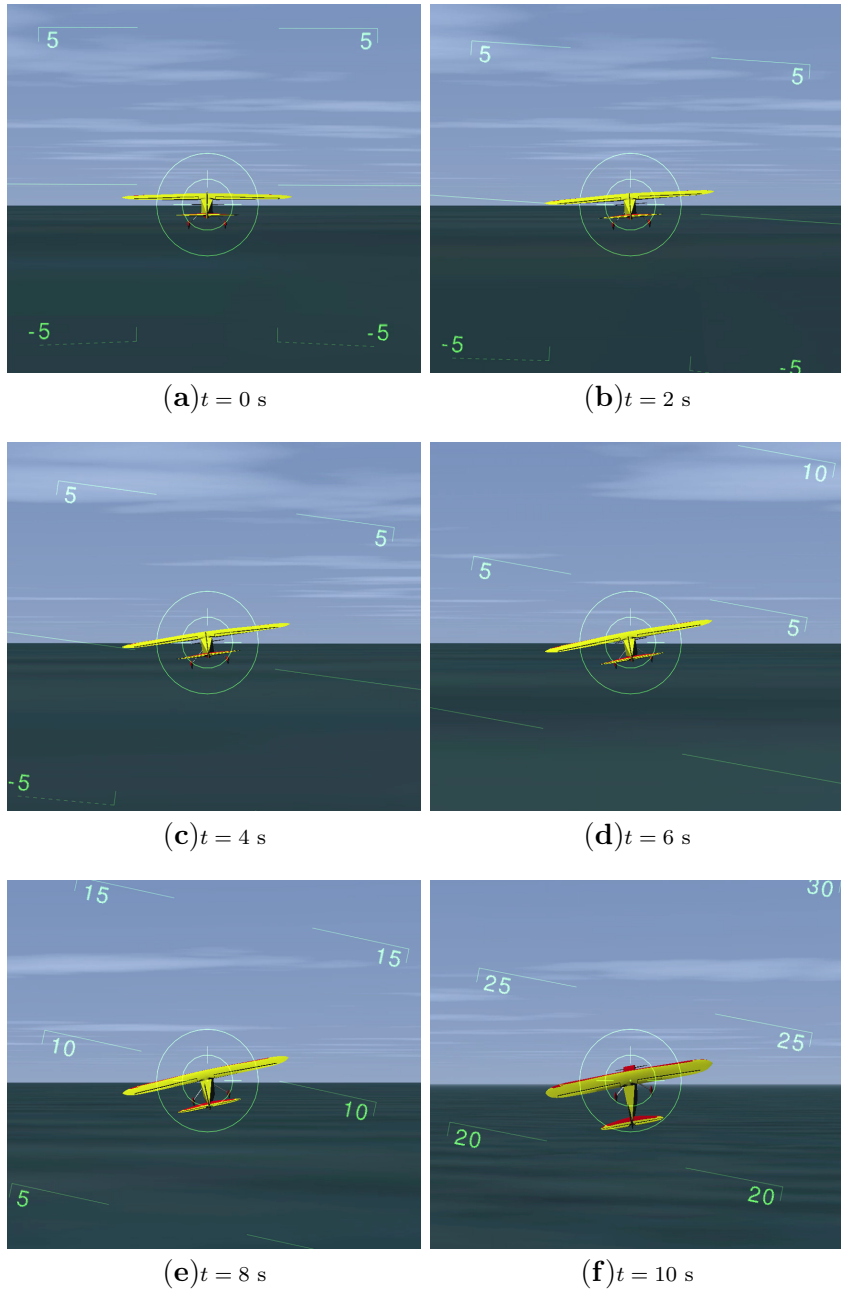 5 5
-5 -5
(a) t = 0 s
5 5
-5 -5
(b) t = 2 s
5 5
-5
(c) t = 4 s
10
5 5
(d) t = 6 s
15 15
10 10
5
(e) t = 8 s
30
25 25
20 20
(f) t = 10 s